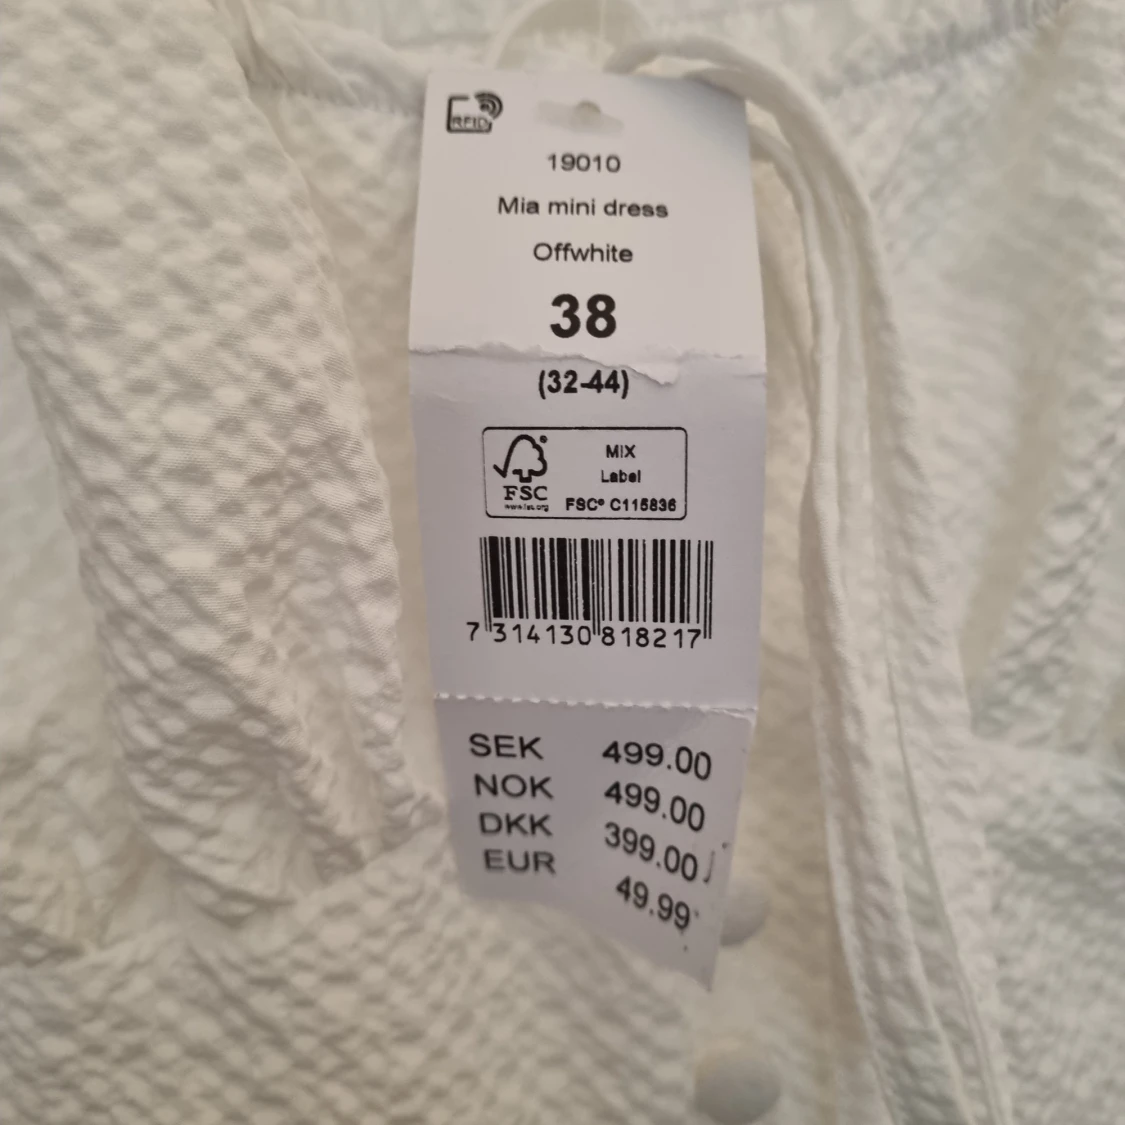 RFID
19010
Mia mini dress
Offwhite
38
(32-44)
MIX
Label
FSC
www.fsc.org
FSC® C115836
7 314130 818217
SEK 499.00
NOK 499.00
DKK 399.00
EUR 49.99